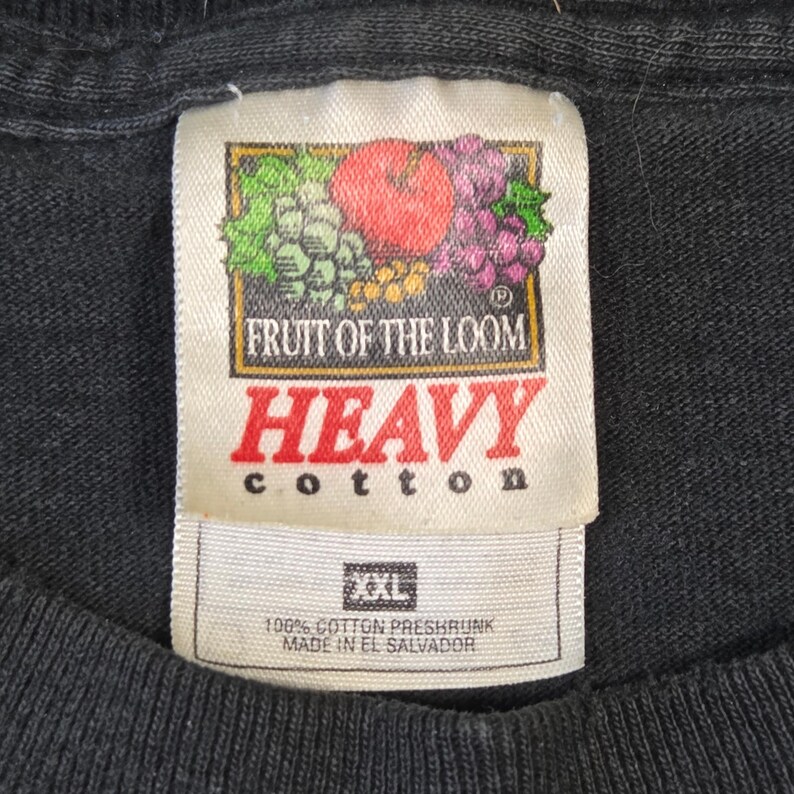 ®
FRUIT OF THE LOOM
HEAVY
cotton
XXL
100% COTTON PRESHRUNK
MADE IN EL SALVADOR